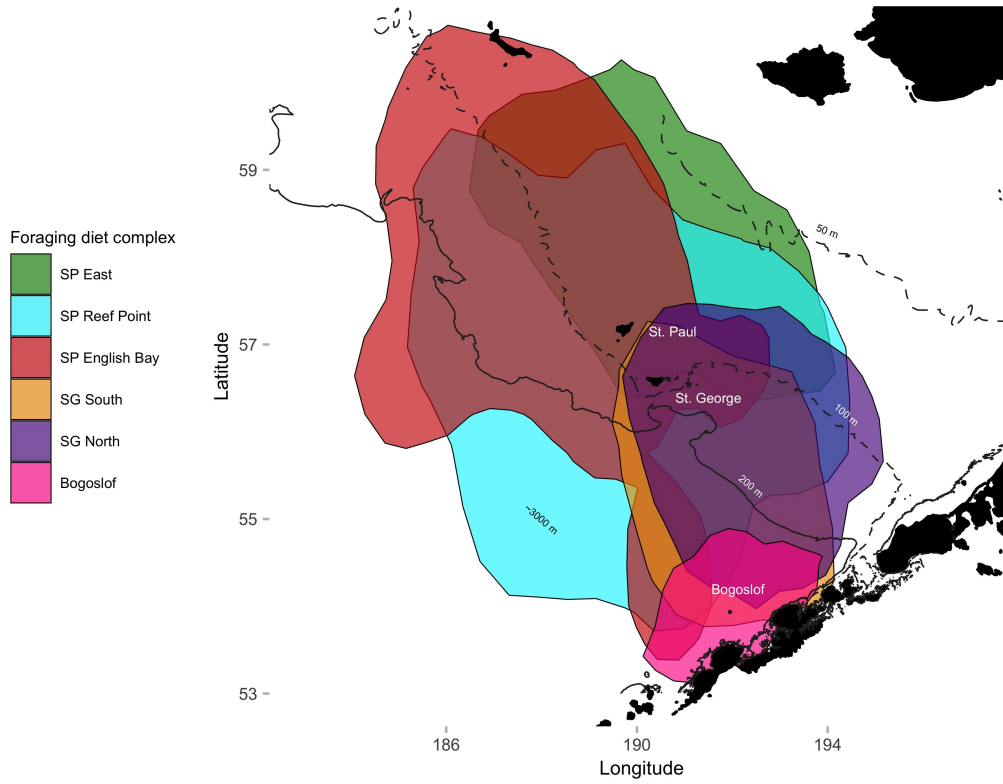 Foraging diet complex
SP East
SP Reef Point
SP English Bay
SG South
SG North
Bogoslof
Latitude
59
57
55
53
50 m
St. Paul
St. George
100 m
200 m
~3000 m
Bogoslof
186
190
194
Longitude